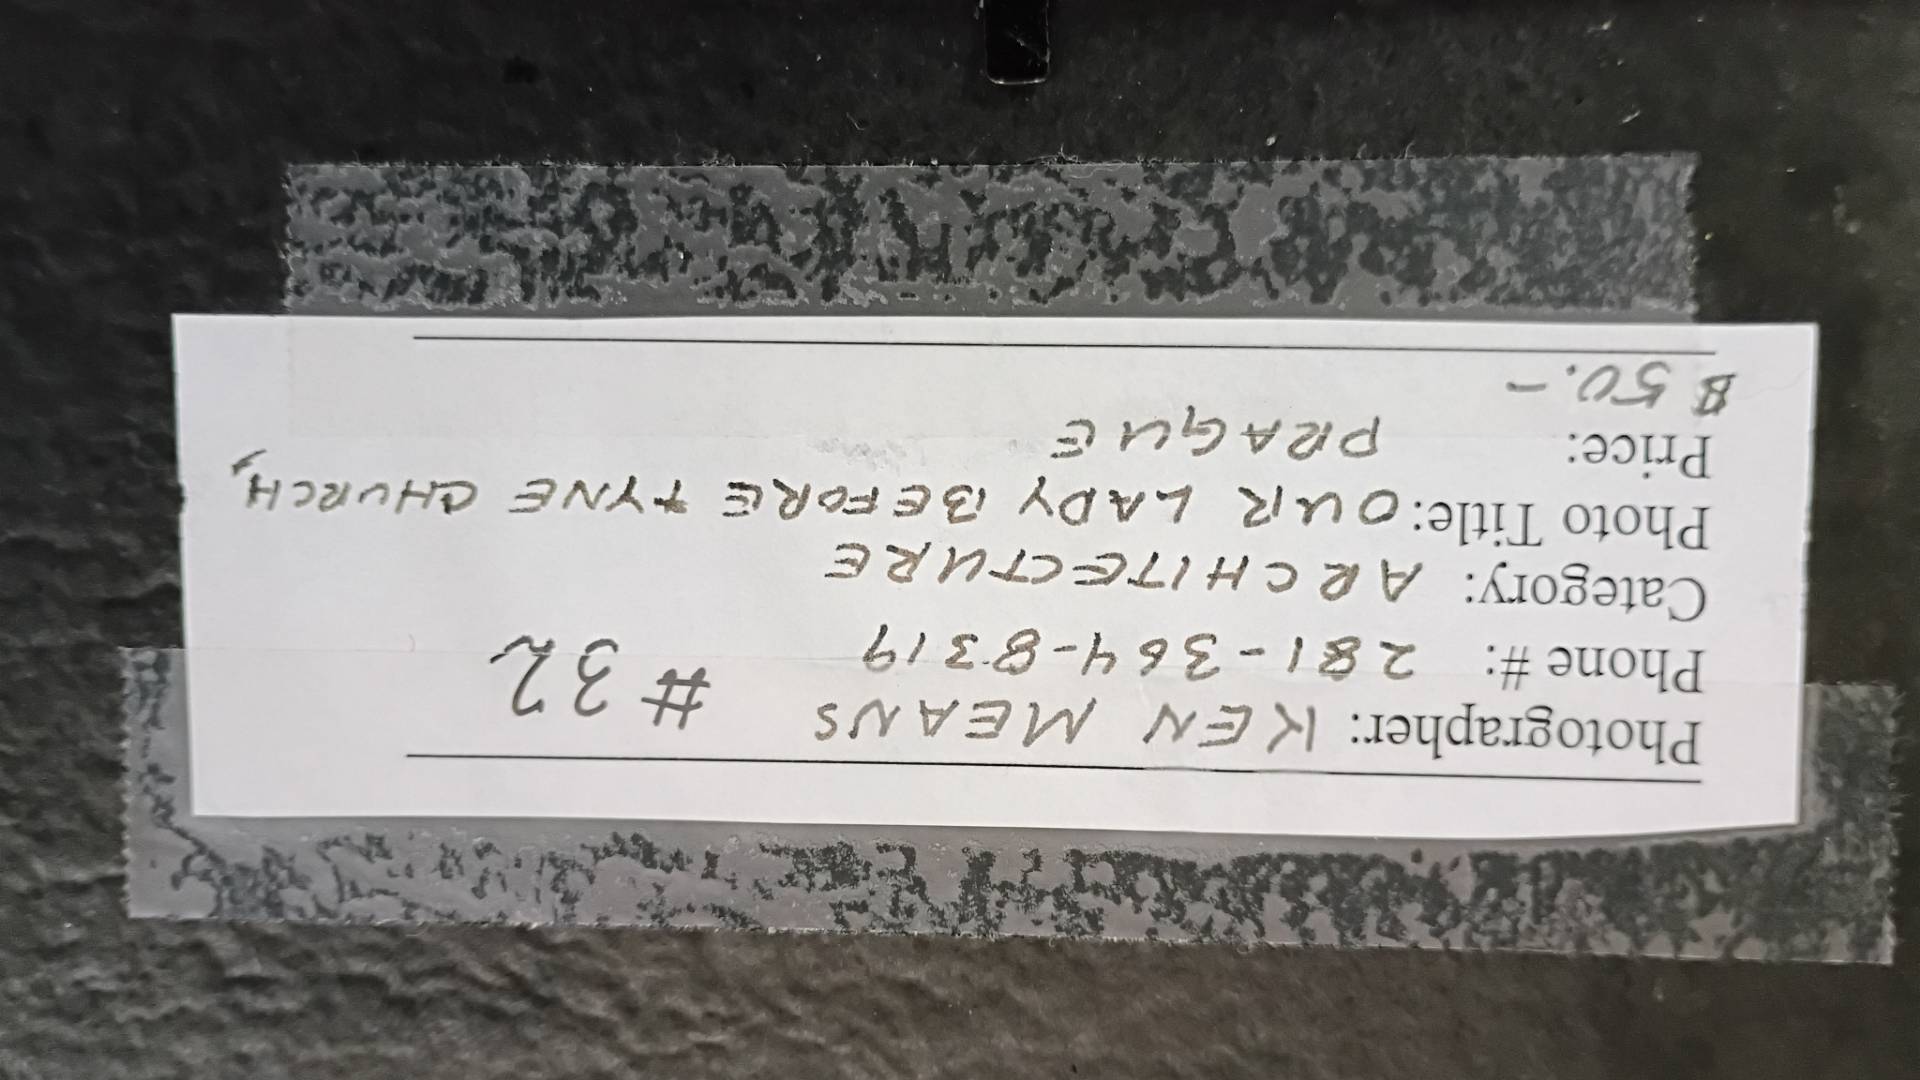 Photographer: KEN MEANS #32
Phone #: 281-364-8319
Category: ARCHITECTURE
Photo Title: OUR LADY BEFORE TYNE CHURCH,
PRAGUE
Price:
$50.-